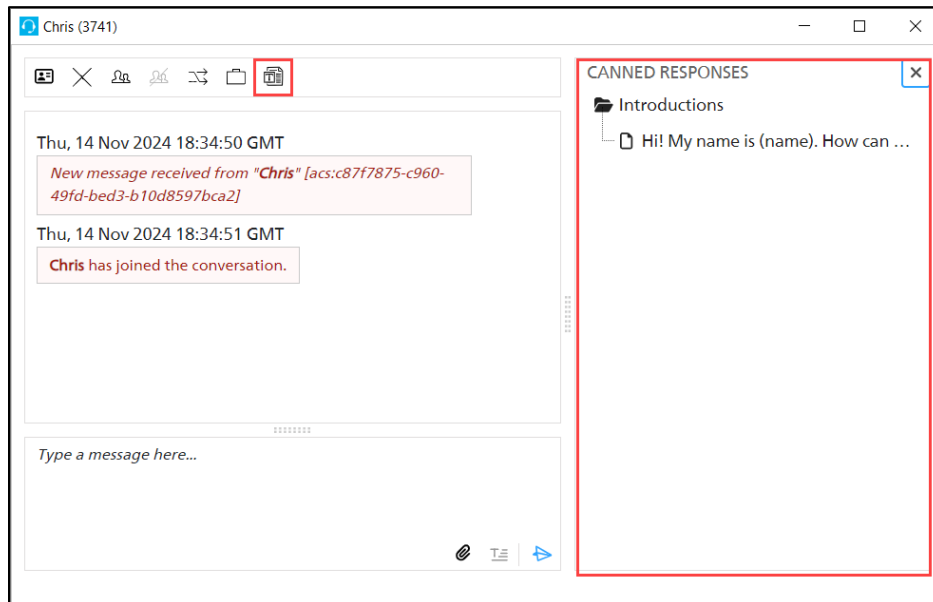 Chris (3741)
CANNED RESPONSES
Introductions
Hi! My name is (name). How can ...
Thu, 14 Nov 2024 18:34:50 GMT
New message received from "Chris" [acs:c87f7875-c960-
49fd-bed3-b10d8597bca2]
Thu, 14 Nov 2024 18:34:51 GMT
Chris has joined the conversation.
Type a message here...